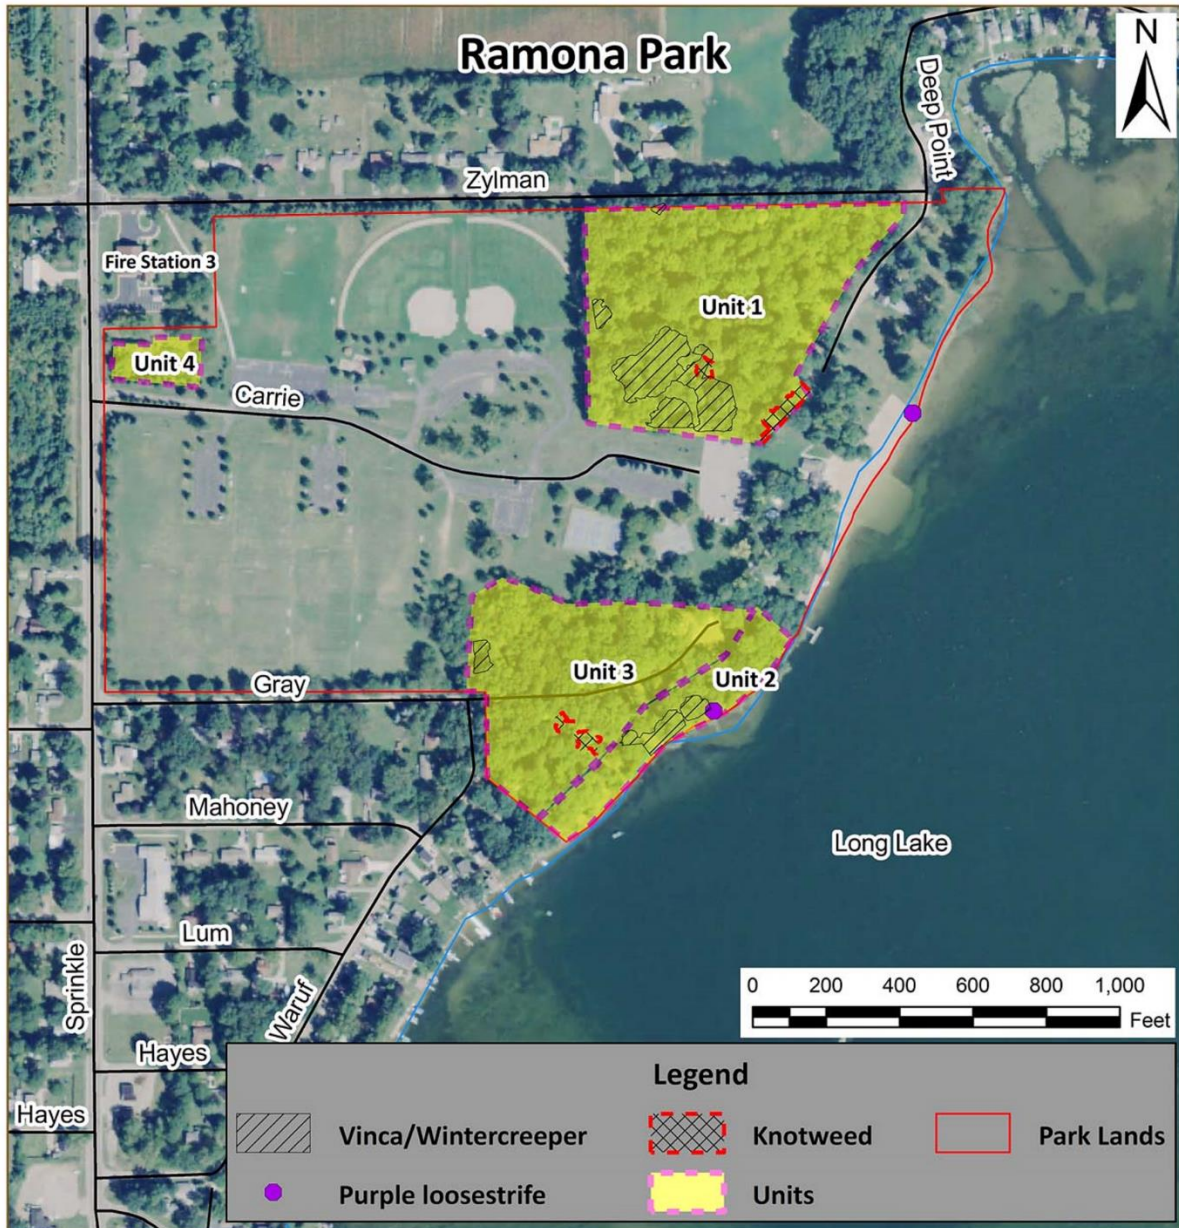 Ramona Park
N
Deep Point
Zylman
Fire Station 3
Unit 1
Unit 4
Carrie
Unit 3
Unit 2
Gray
Mahoney
Long Lake
Lum
Sprinkle
Waruf
0 200 400 600 800 1,000
Feet
Hayes
Hayes
Legend
Vinca/Wintercreeper
Knotweed
Park Lands
Purple loosestrife
Units